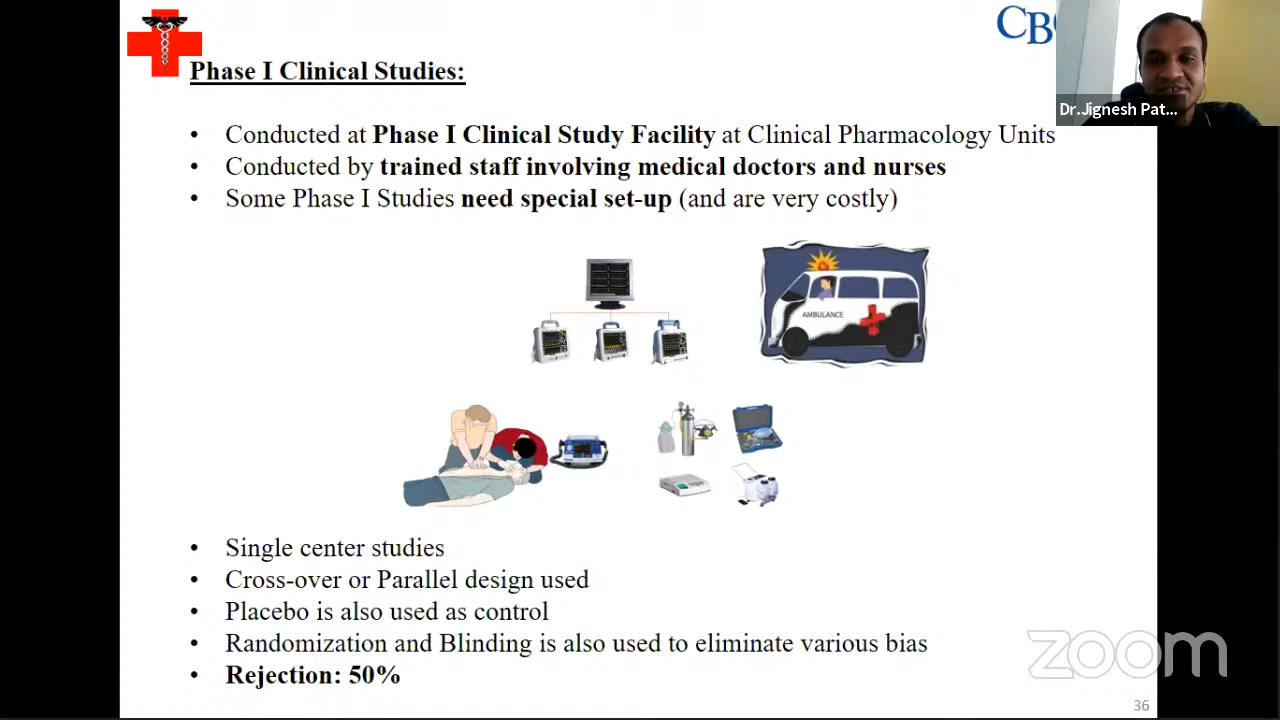 CB
Dr.Jignesh Pat...
Phase I Clinical Studies:
• Conducted at Phase I Clinical Study Facility at Clinical Pharmacology Units
• Conducted by trained staff involving medical doctors and nurses
• Some Phase I Studies need special set-up (and are very costly)
AMBULANCE
• Single center studies
• Cross-over or Parallel design used
• Placebo is also used as control
• Randomization and Blinding is also used to eliminate various bias
• Rejection: 50%
zoom
36